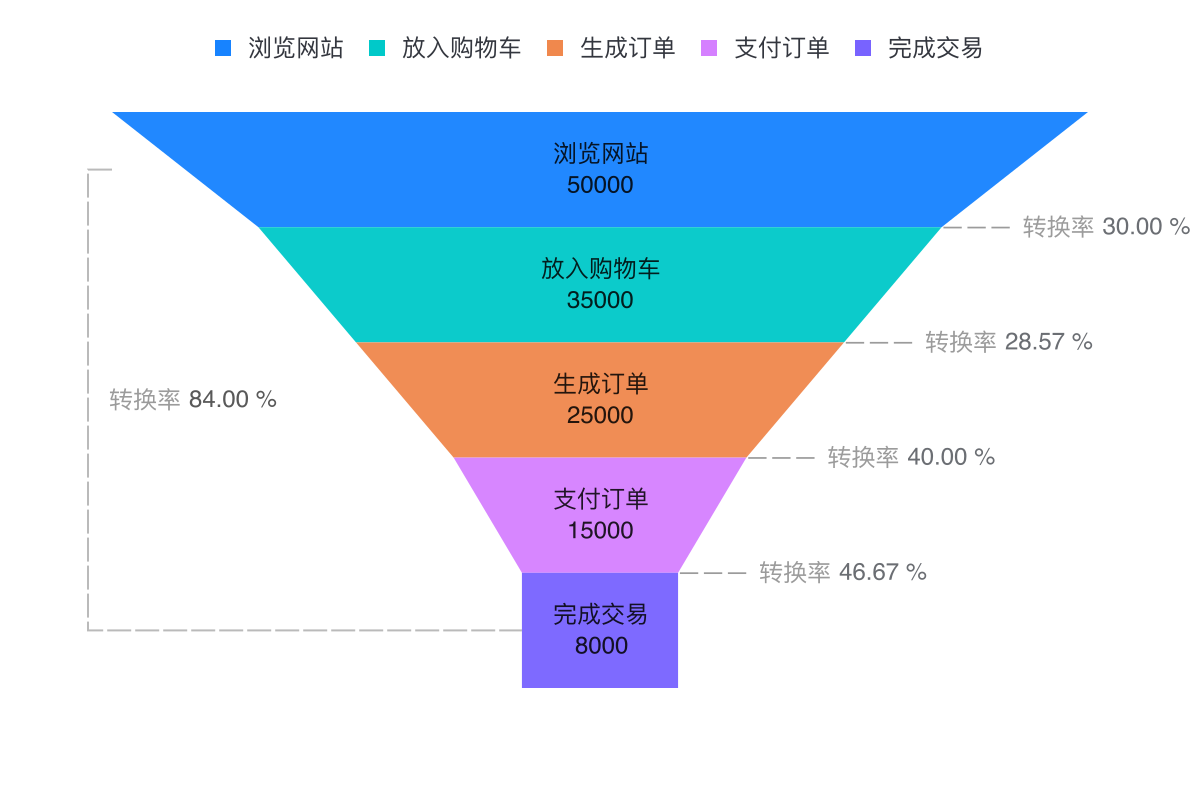 浏览网站 放入购物车 生成订单 支付订单 完成交易
浏览网站
50000
转换率 30.00 %
放入购物车
35000
转换率 28.57 %
生成订单
25000
转换率 84.00 %
转换率 40.00 %
支付订单
15000
转换率 46.67 %
完成交易
8000